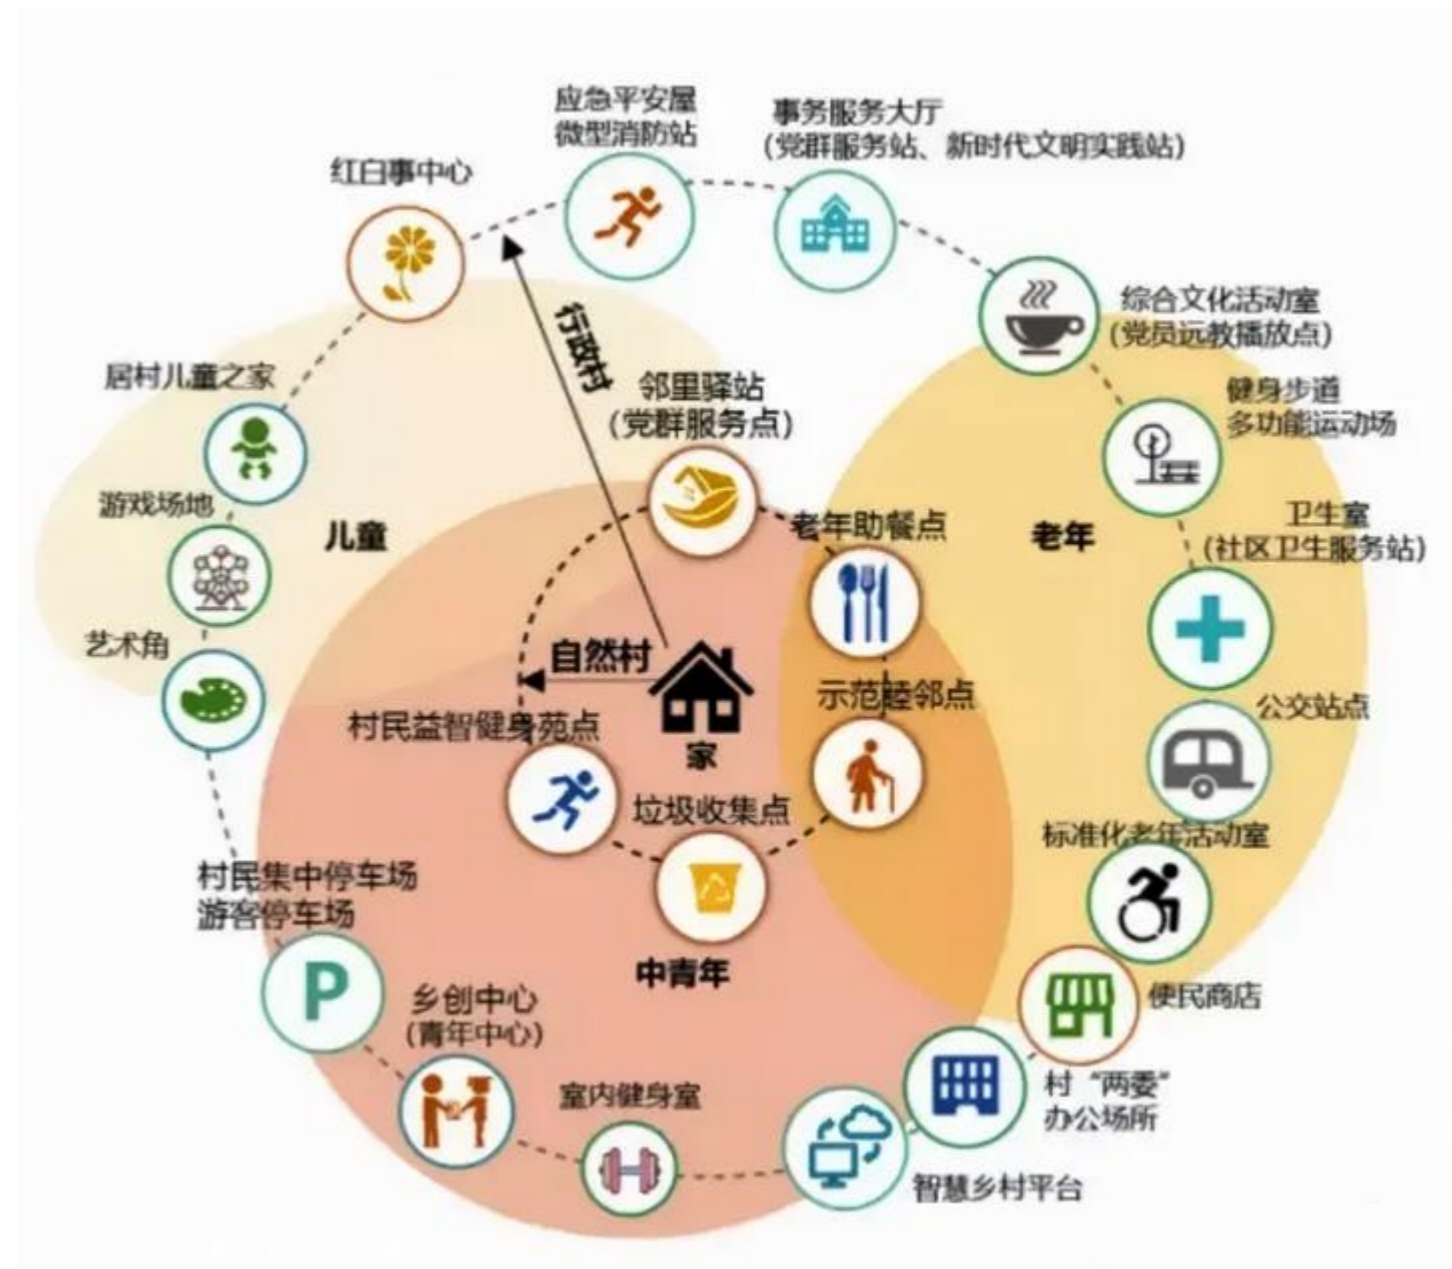 应急平安屋
微型消防站
事务服务大厅
(党群服务站、新时代文明实践站)
红白事中心
综合文化活动室
(党员远教播放点)
行政村
居村儿童之家
邻里驿站
(党群服务点)
健身步道
多功能运动场
游戏场地
儿童
老年助餐点
老年
卫生室
(社区卫生服务站)
艺术角
自然村
示范睦邻点
村民益智健身苑点
家
公交站点
垃圾收集点
标准化老年活动室
村民集中停车场
游客停车场
P
中青年
乡创中心
(青年中心)
便民商店
室内健身室
村“两委”
办公场所
智慧乡村平台